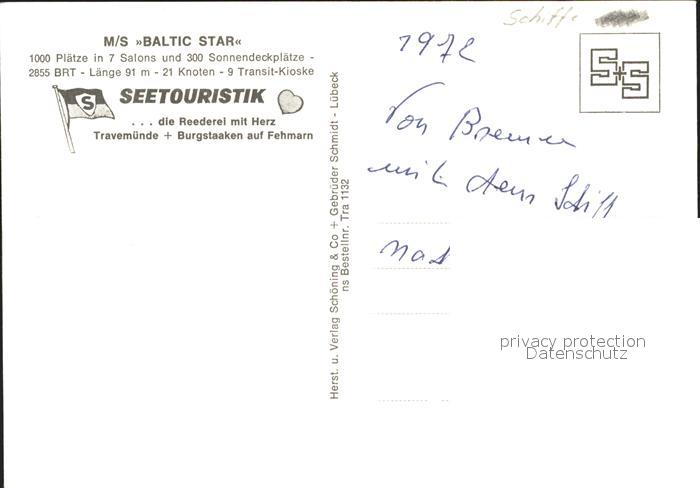 M/S »BALTIC STAR«
1000 Plätze in 7 Salons und 300 Sonnendeckplätze -
2855 BRT - Länge 91 m - 21 Knoten - 9 Transit-Kioske
S
SEETOURISTIK
. . . die Reederei mit Herz
Travemünde + Burgstaaken auf Fehmarn
Herst. u. Verlag Schöning & Co + Gebrüder Schmidt - Lübeck
ns Bestellnr. Tra 1132
Schiffe
S+S
1972
Von Bremen
mit dem Schiff
nach
privacy protection
Datenschutz